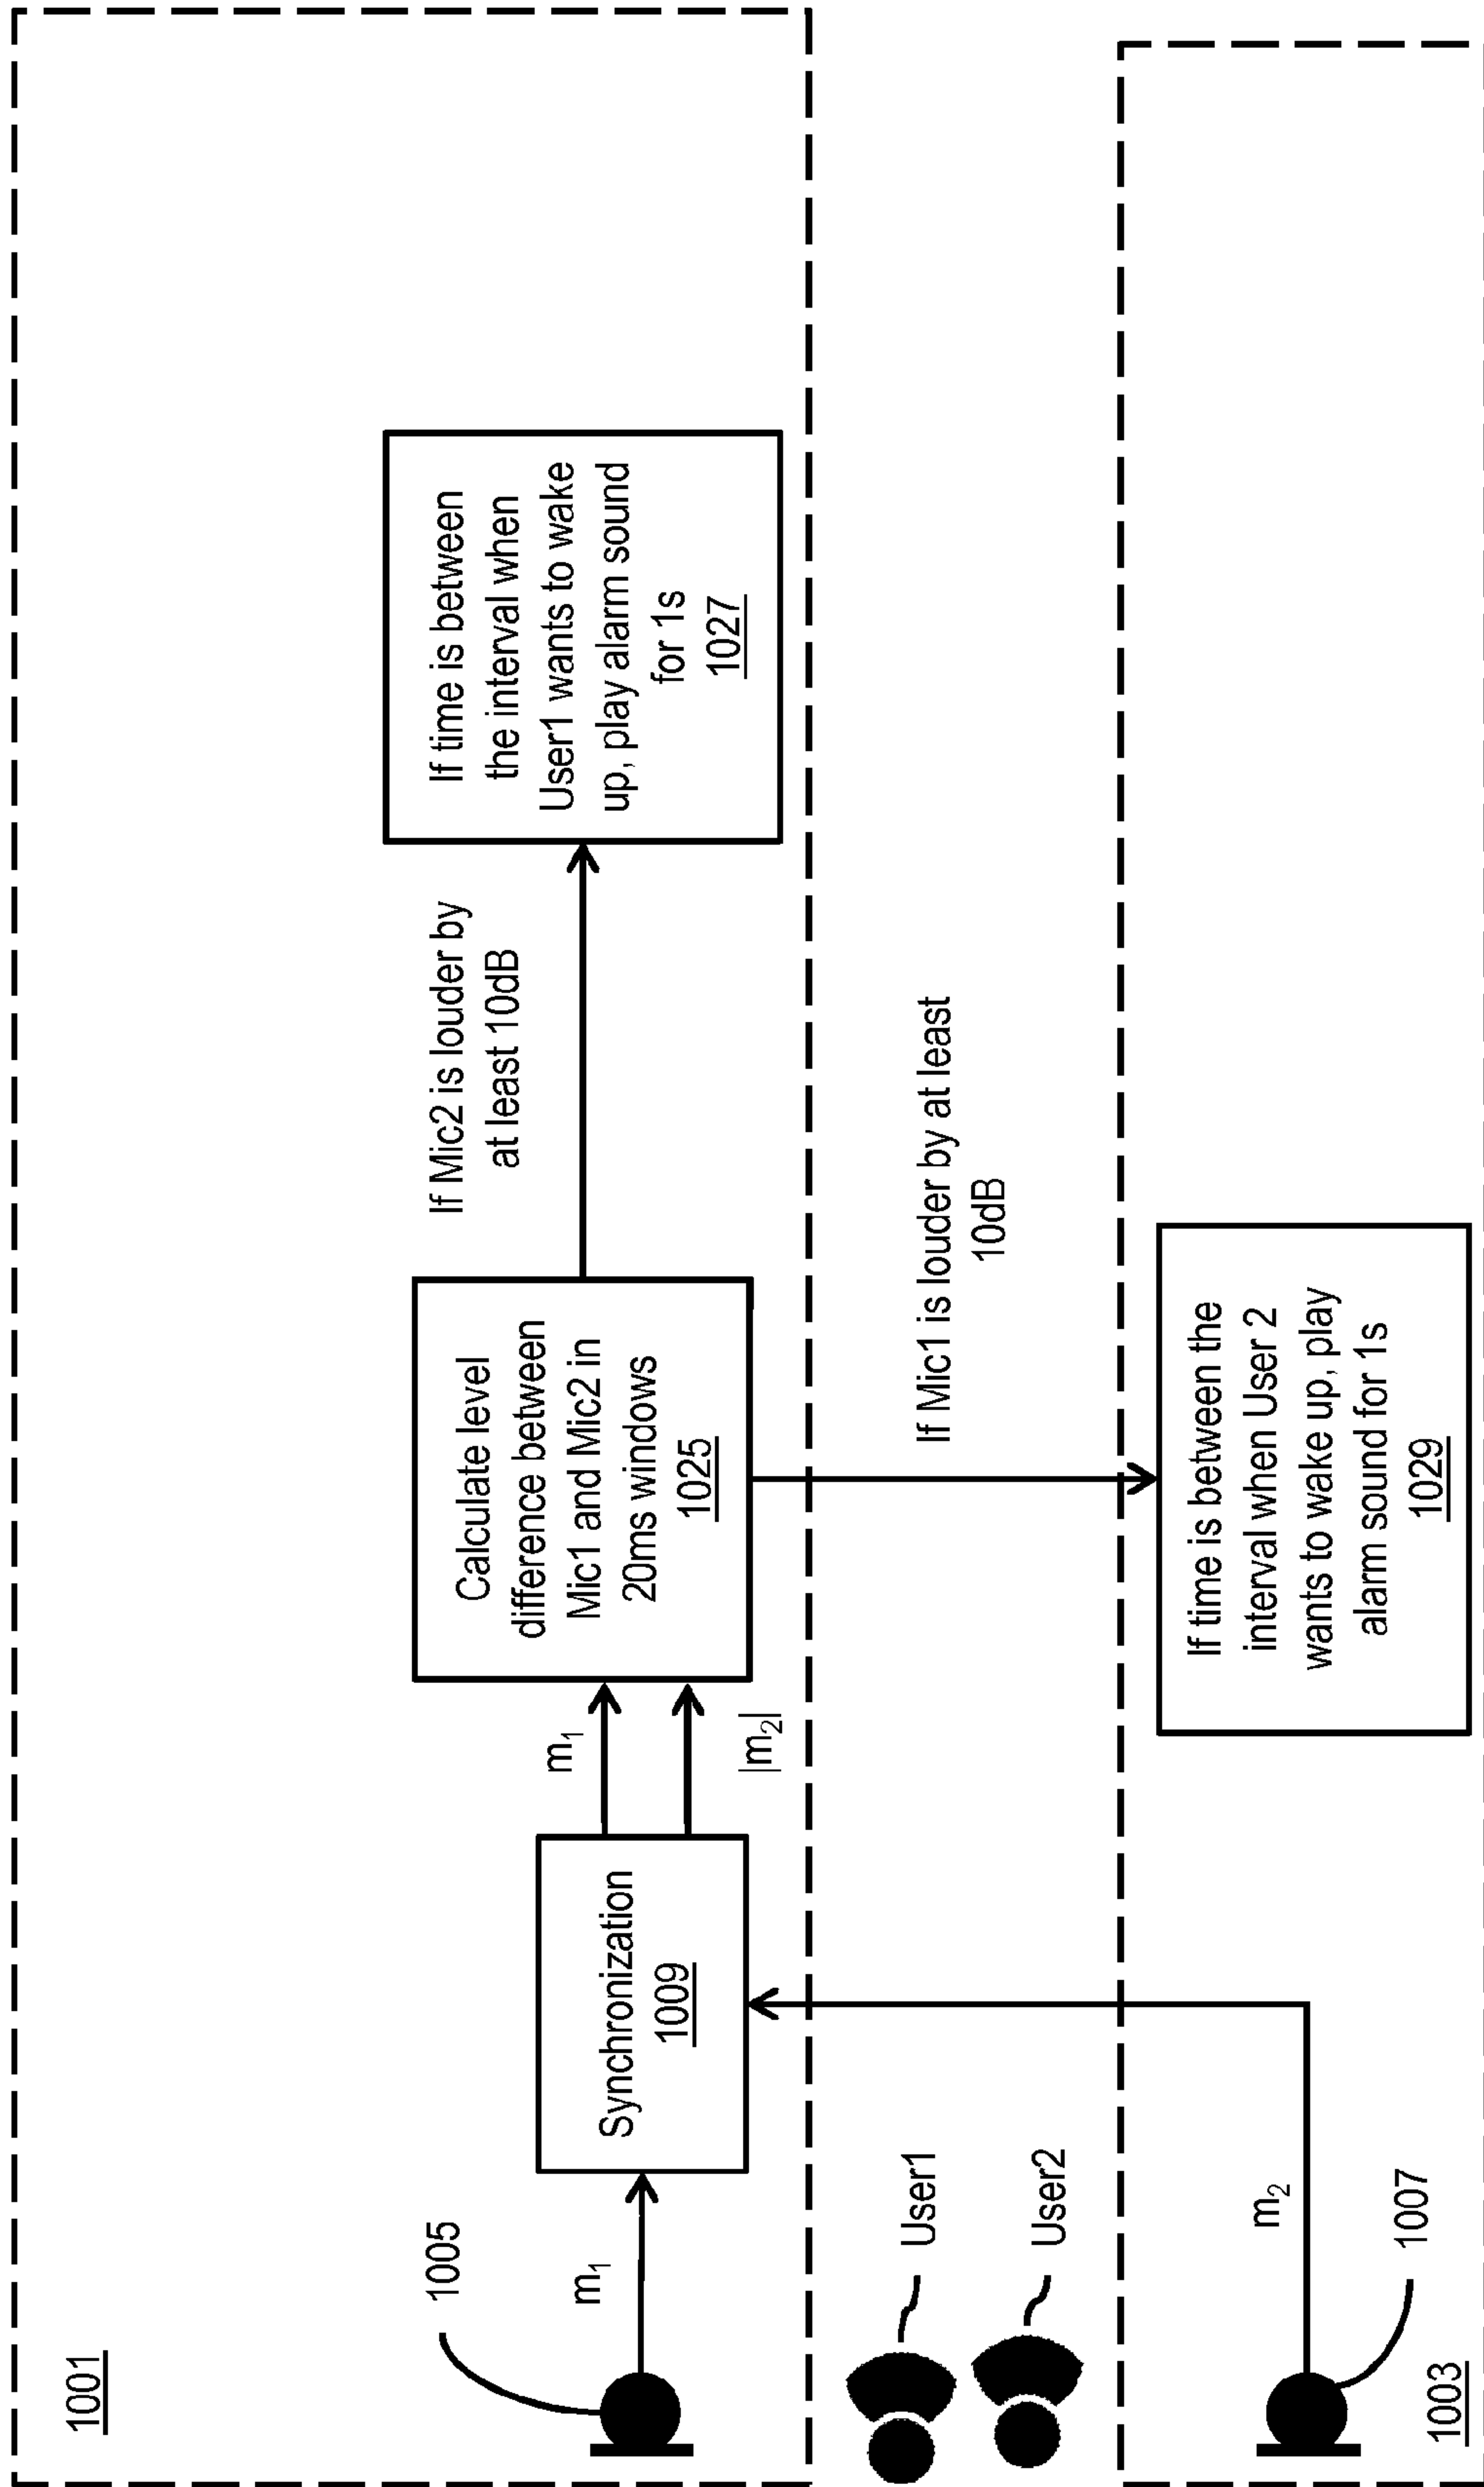 1001
1005
m₁
Synchronization
1009
m₁
|m₂|
Calculate level
difference between
Mic1 and Mic2 in
20ms windows
1025
If Mic2 is louder by
at least 10dB
If time is between
the interval when
User1 wants to wake
up, play alarm sound
for 1s
1027
User1
User2
If Mic1 is louder by at least
10dB
1003
m₂
1007
If time is between the
interval when User 2
wants to wake up, play
alarm sound for 1s
1029